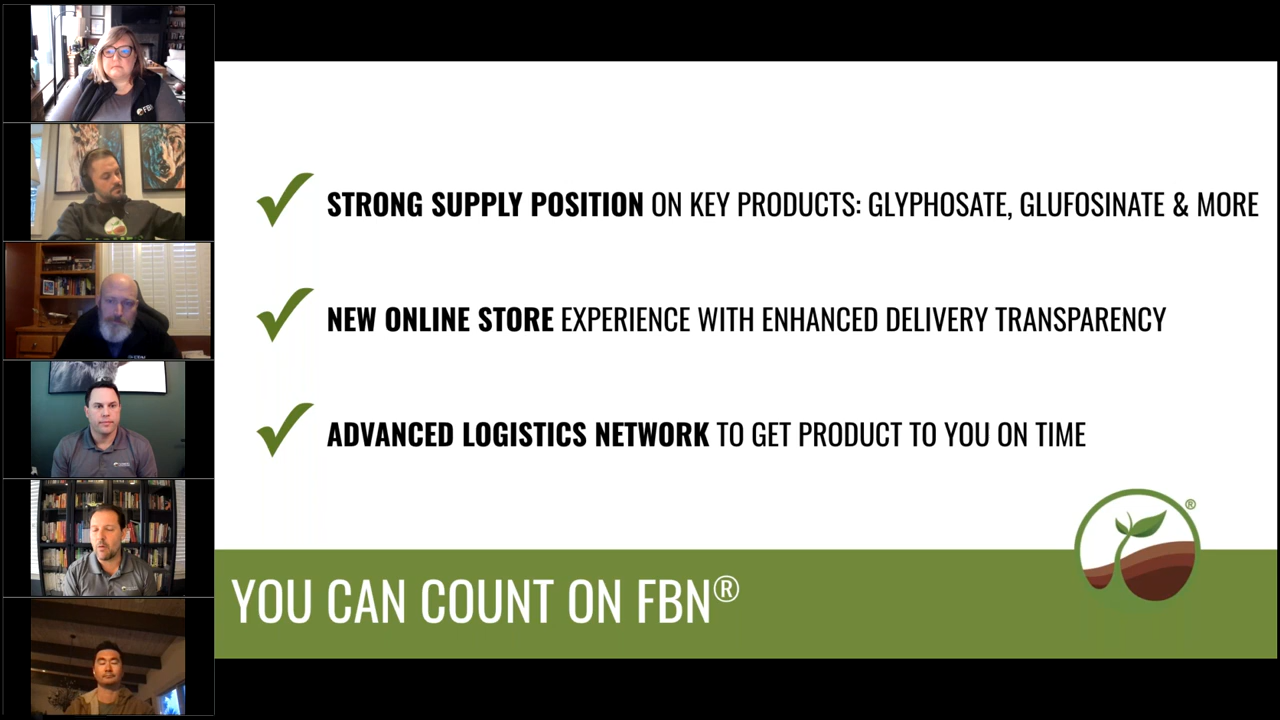 STRONG SUPPLY POSITION ON KEY PRODUCTS: GLYPHOSATE, GLUFOSINATE & MORE
NEW ONLINE STORE EXPERIENCE WITH ENHANCED DELIVERY TRANSPARENCY
ADVANCED LOGISTICS NETWORK TO GET PRODUCT TO YOU ON TIME
®
YOU CAN COUNT ON FBN®
FBN